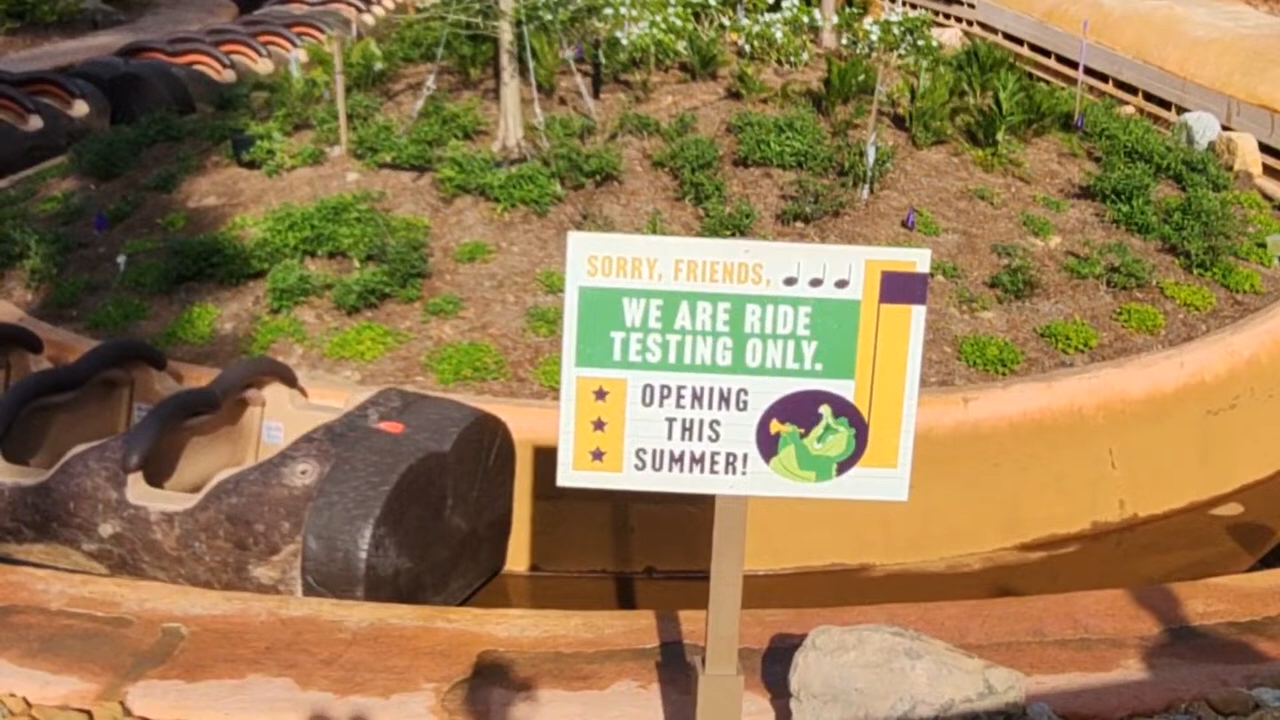 SORRY, FRIENDS,
WE ARE RIDE
TESTING ONLY.
OPENING
THIS
SUMMER!